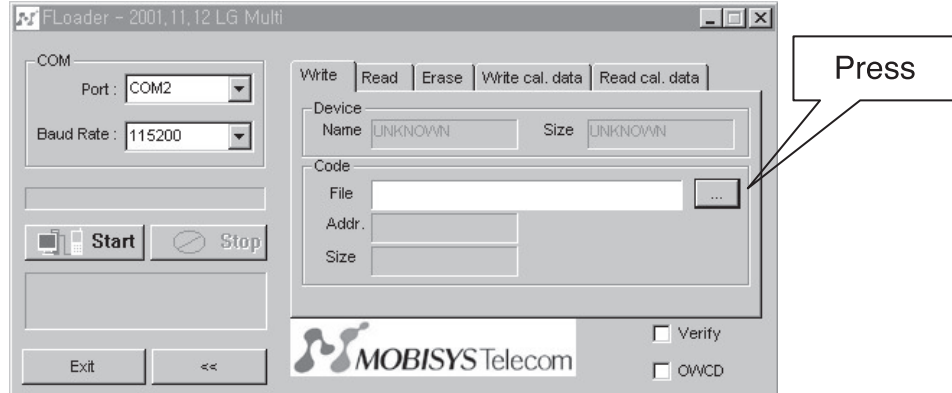 FLoader - 2001,11,12 LG Multi
COM
Port : COM2
Baud Rate : 115200
Start
Stop
Exit
<<
Write
Read
Erase
Write cal. data
Read cal. data
Device
Name UNKNOWN Size UNKNOWN
Code
File ...
Addr.
Size
MOBISYS Telecom
Verify
OWCD
Press